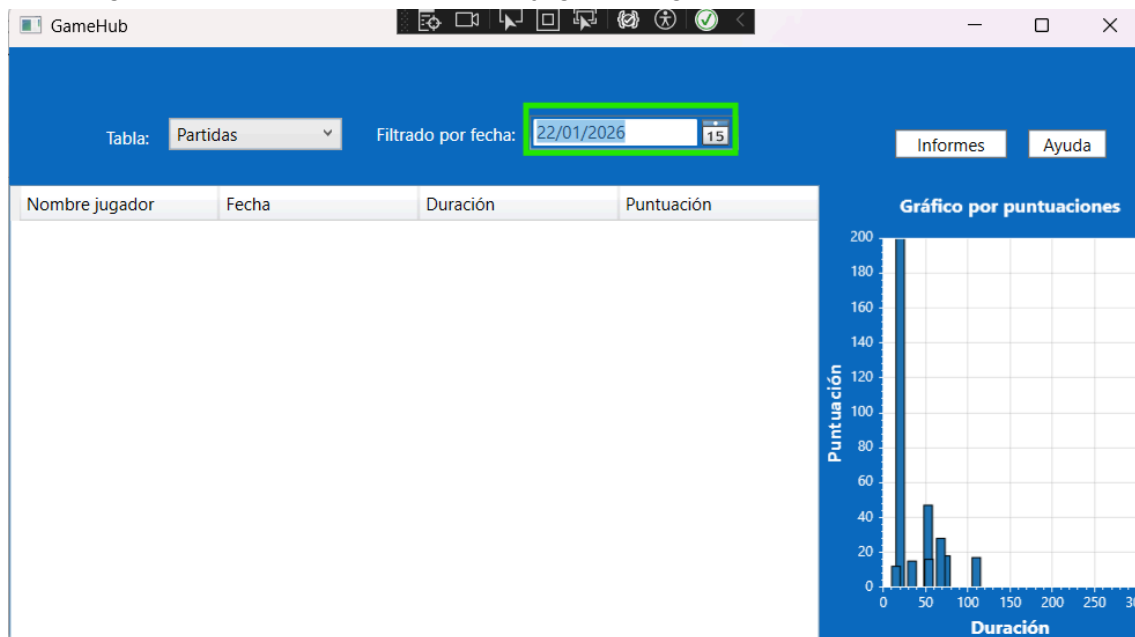 GameHub
Tabla:
Partidas
Filtrado por fecha:
22/01/2026
15
Informes
Ayuda
Nombre jugador
Fecha
Duración
Puntuación
Gráfico por puntuaciones
200
180
160
140
120
100
80
60
40
20
0
Puntuación
0
50
100
150
200
250
Duración